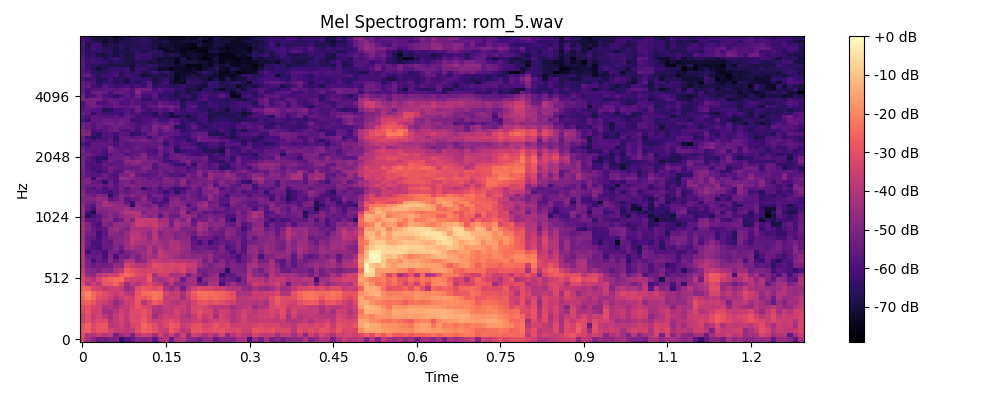 Mel Spectrogram: rom_5.wav
Hz
4096
2048
1024
512
0
0 0.15 0.3 0.45 0.6 0.75 0.9 1.1 1.2
Time
+0 dB
-10 dB
-20 dB
-30 dB
-40 dB
-50 dB
-60 dB
-70 dB